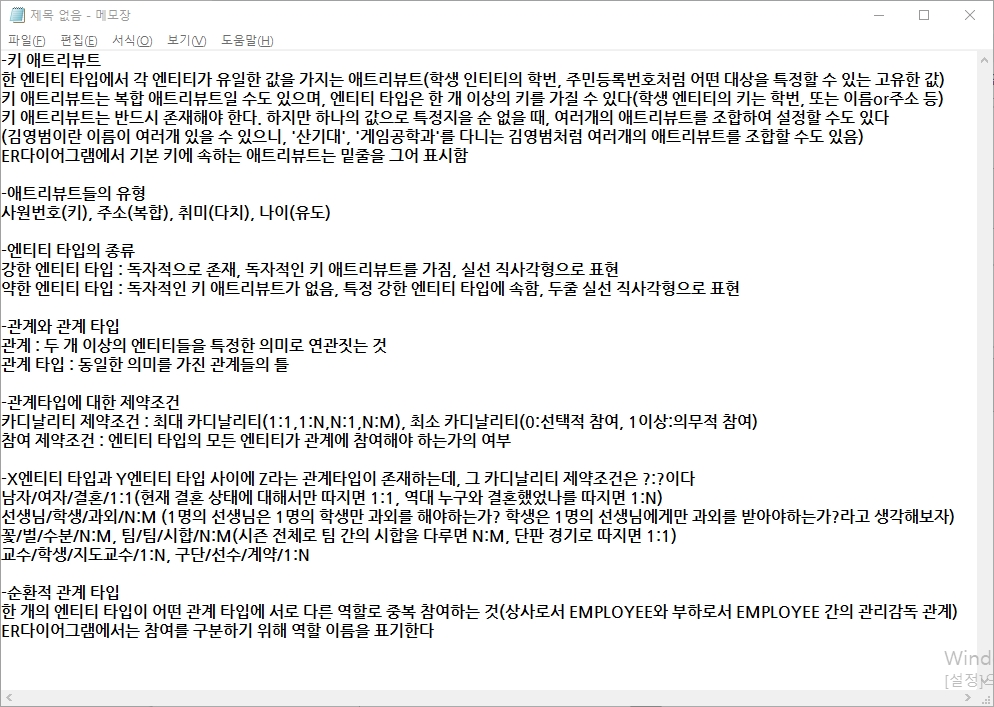 제목 없음 - 메모장
파일(F) 편집(E) 서식(O) 보기(V) 도움말(H)
-키 애트리뷰트
한 엔티티 타입에서 각 엔티티가 유일한 값을 가지는 애트리뷰트(학생 인티티의 학번, 주민등록번호처럼 어떤 대상을 특정할 수 있는 고유한 값)
키 애트리뷰트는 복합 애트리뷰트일 수도 있으며, 엔티티 타입은 한 개 이상의 키를 가질 수 있다(학생 엔티티의 키는 학번, 또는 이름or주소 등)
키 애트리뷰트는 반드시 존재해야 한다. 하지만 하나의 값으로 특정지을 순 없을 때, 여러개의 애트리뷰트를 조합하여 설정할 수도 있다
(김영범이란 이름이 여러개 있을 수 있으니, '산기대', '게임공학과'를 다니는 김영범처럼 여러개의 애트리뷰트를 조합할 수도 있음)
ER다이어그램에서 기본 키에 속하는 애트리뷰트는 밑줄을 그어 표시함
-애트리뷰트들의 유형
사원번호(키), 주소(복합), 취미(다치), 나이(유도)
-엔티티 타입의 종류
강한 엔티티 타입 : 독자적으로 존재, 독자적인 키 애트리뷰트를 가짐, 실선 직사각형으로 표현
약한 엔티티 타입 : 독자적인 키 애트리뷰트가 없음, 특정 강한 엔티티 타입에 속함, 두줄 실선 직사각형으로 표현
-관계와 관계 타입
관계 : 두 개 이상의 엔티티들을 특정한 의미로 연관짓는 것
관계 타입 : 동일한 의미를 가진 관계들의 틀
-관계타입에 대한 제약조건
카디날리티 제약조건 : 최대 카디날리티(1:1,1:N,N:1,N:M), 최소 카디날리티(0:선택적 참여, 1이상:의무적 참여)
참여 제약조건 : 엔티티 타입의 모든 엔티티가 관계에 참여해야 하는가의 여부
-X엔티티 타입과 Y엔티티 타입 사이에 Z라는 관계타입이 존재하는데, 그 카디날리티 제약조건은 ?:?이다
남자/여자/결혼/1:1(현재 결혼 상태에 대해서만 따지면 1:1, 역대 누구와 결혼했었나를 따지면 1:N)
선생님/학생/과외/N:M (1명의 선생님은 1명의 학생만 과외를 해야하는가? 학생은 1명의 선생님에게만 과외를 받아야하는가?라고 생각해보자)
꽃/벌/수분/N:M, 팀/팀/시합/N:M(시즌 전체로 팀 간의 시합을 다루면 N:M, 단판 경기로 따지면 1:1)
교수/학생/지도교수/1:N, 구단/선수/계약/1:N
-순환적 관계 타입
한 개의 엔티티 타입이 어떤 관계 타입에 서로 다른 역할로 중복 참여하는 것(상사로서 EMPLOYEE와 부하로서 EMPLOYEE 간의 관리감독 관계)
ER다이어그램에서는 참여를 구분하기 위해 역할 이름을 표기한다
Wind
[설정]으